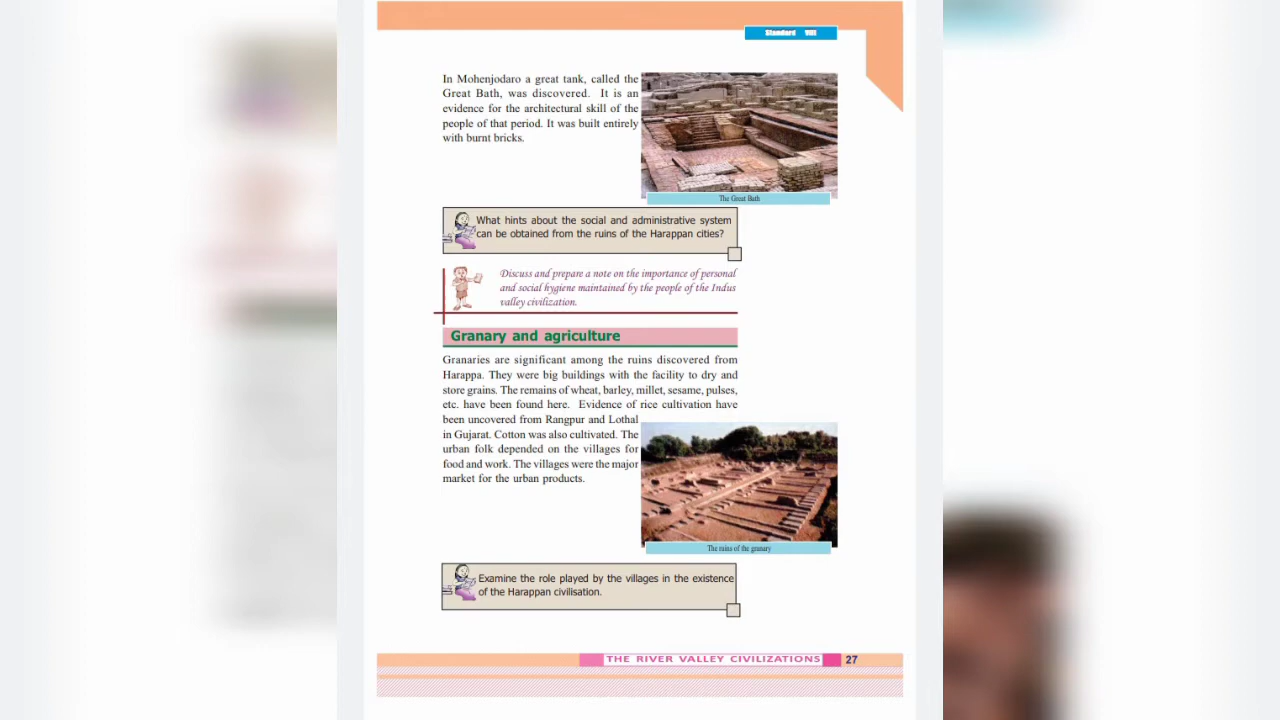 Standard VIII
In Mohenjodaro a great tank, called the
Great Bath, was discovered. It is an
evidence for the architectural skill of the
people of that period. It was built entirely
with burnt bricks.
The Great Bath
What hints about the social and administrative system
can be obtained from the ruins of the Harappan cities?
Discuss and prepare a note on the importance of personal
and social hygiene maintained by the people of the Indus
valley civilization.
Granary and agriculture
Granaries are significant among the ruins discovered from
Harappa. They were big buildings with the facility to dry and
store grains. The remains of wheat, barley, millet, sesame, pulses,
etc. have been found here. Evidence of rice cultivation have
been uncovered from Rangpur and Lothal
in Gujarat. Cotton was also cultivated. The
urban folk depended on the villages for
food and work. The villages were the major
market for the urban products.
The ruins of the granary
Examine the role played by the villages in the existence
of the Harappan civilisation.
THE RIVER VALLEY CIVILIZATIONS 27